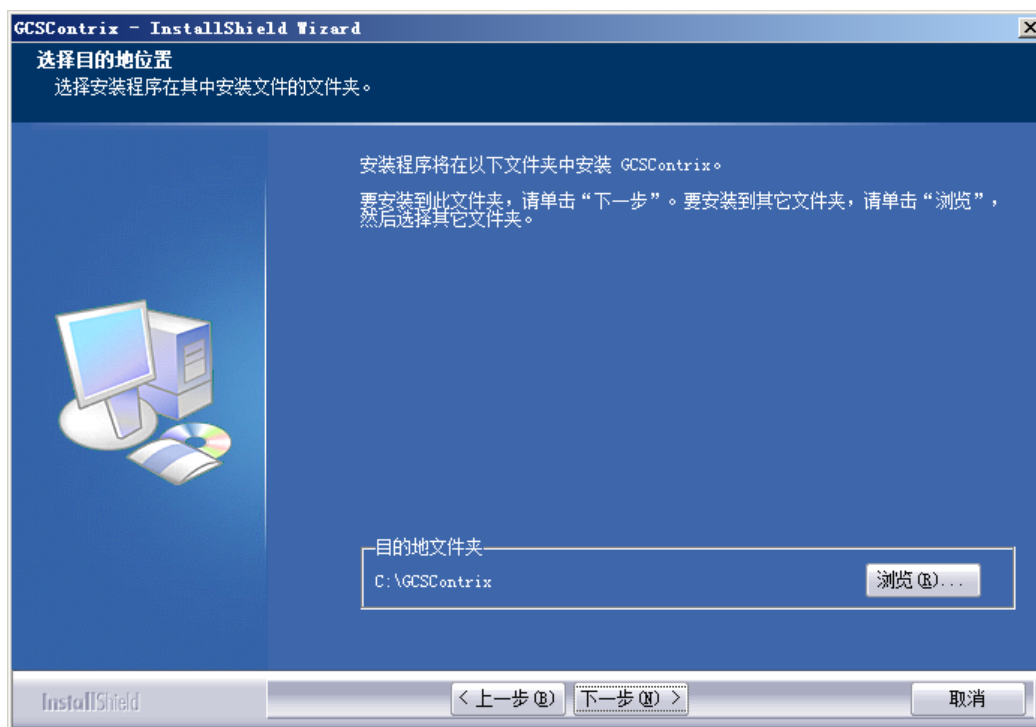 GCSContrix - InstallShield Wizard
选择目的地位置
选择安装程序在其中安装文件的文件夹。
安装程序将在以下文件夹中安装 GCSContrix。
要安装到此文件夹，请单击“下一步”。要安装到其它文件夹，请单击“浏览”，
然后选择其它文件夹。
目的地文件夹
C:\GCSContrix
浏览(R)...
InstallShield
< 上一步(B)
下一步(N) >
取消